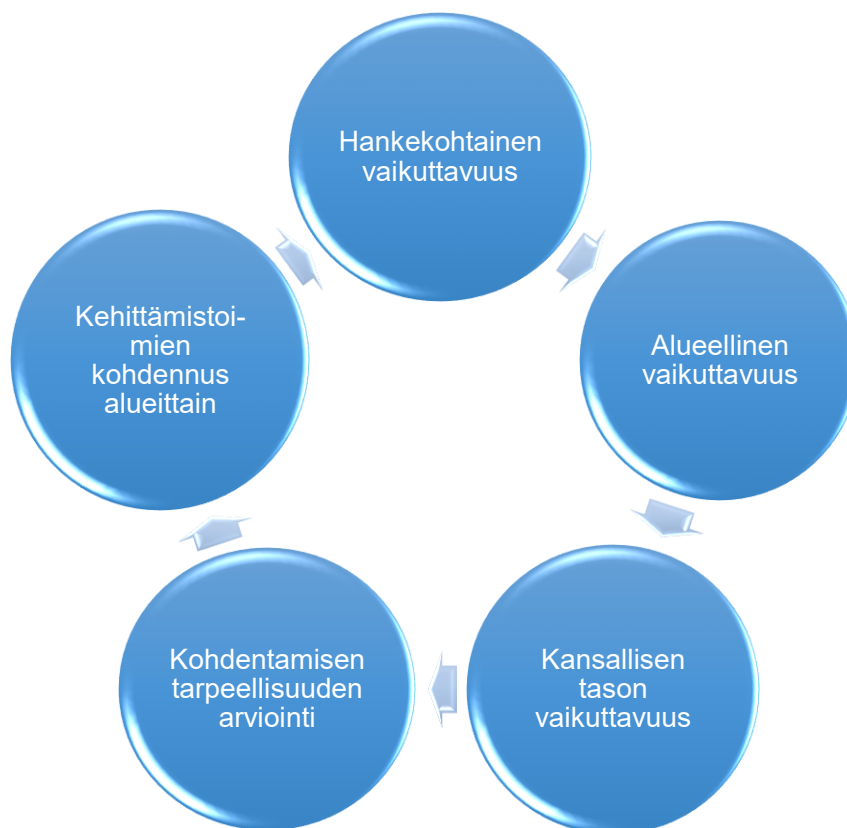 Hankekohtainen
vaikuttavuus
Alueellinen
vaikuttavuus
Kansallisen
tason
vaikuttavuus
Kohdentamisen
tarpeellisuuden
arviointi
Kehittämistoi-
mien
kohdennus
alueittain